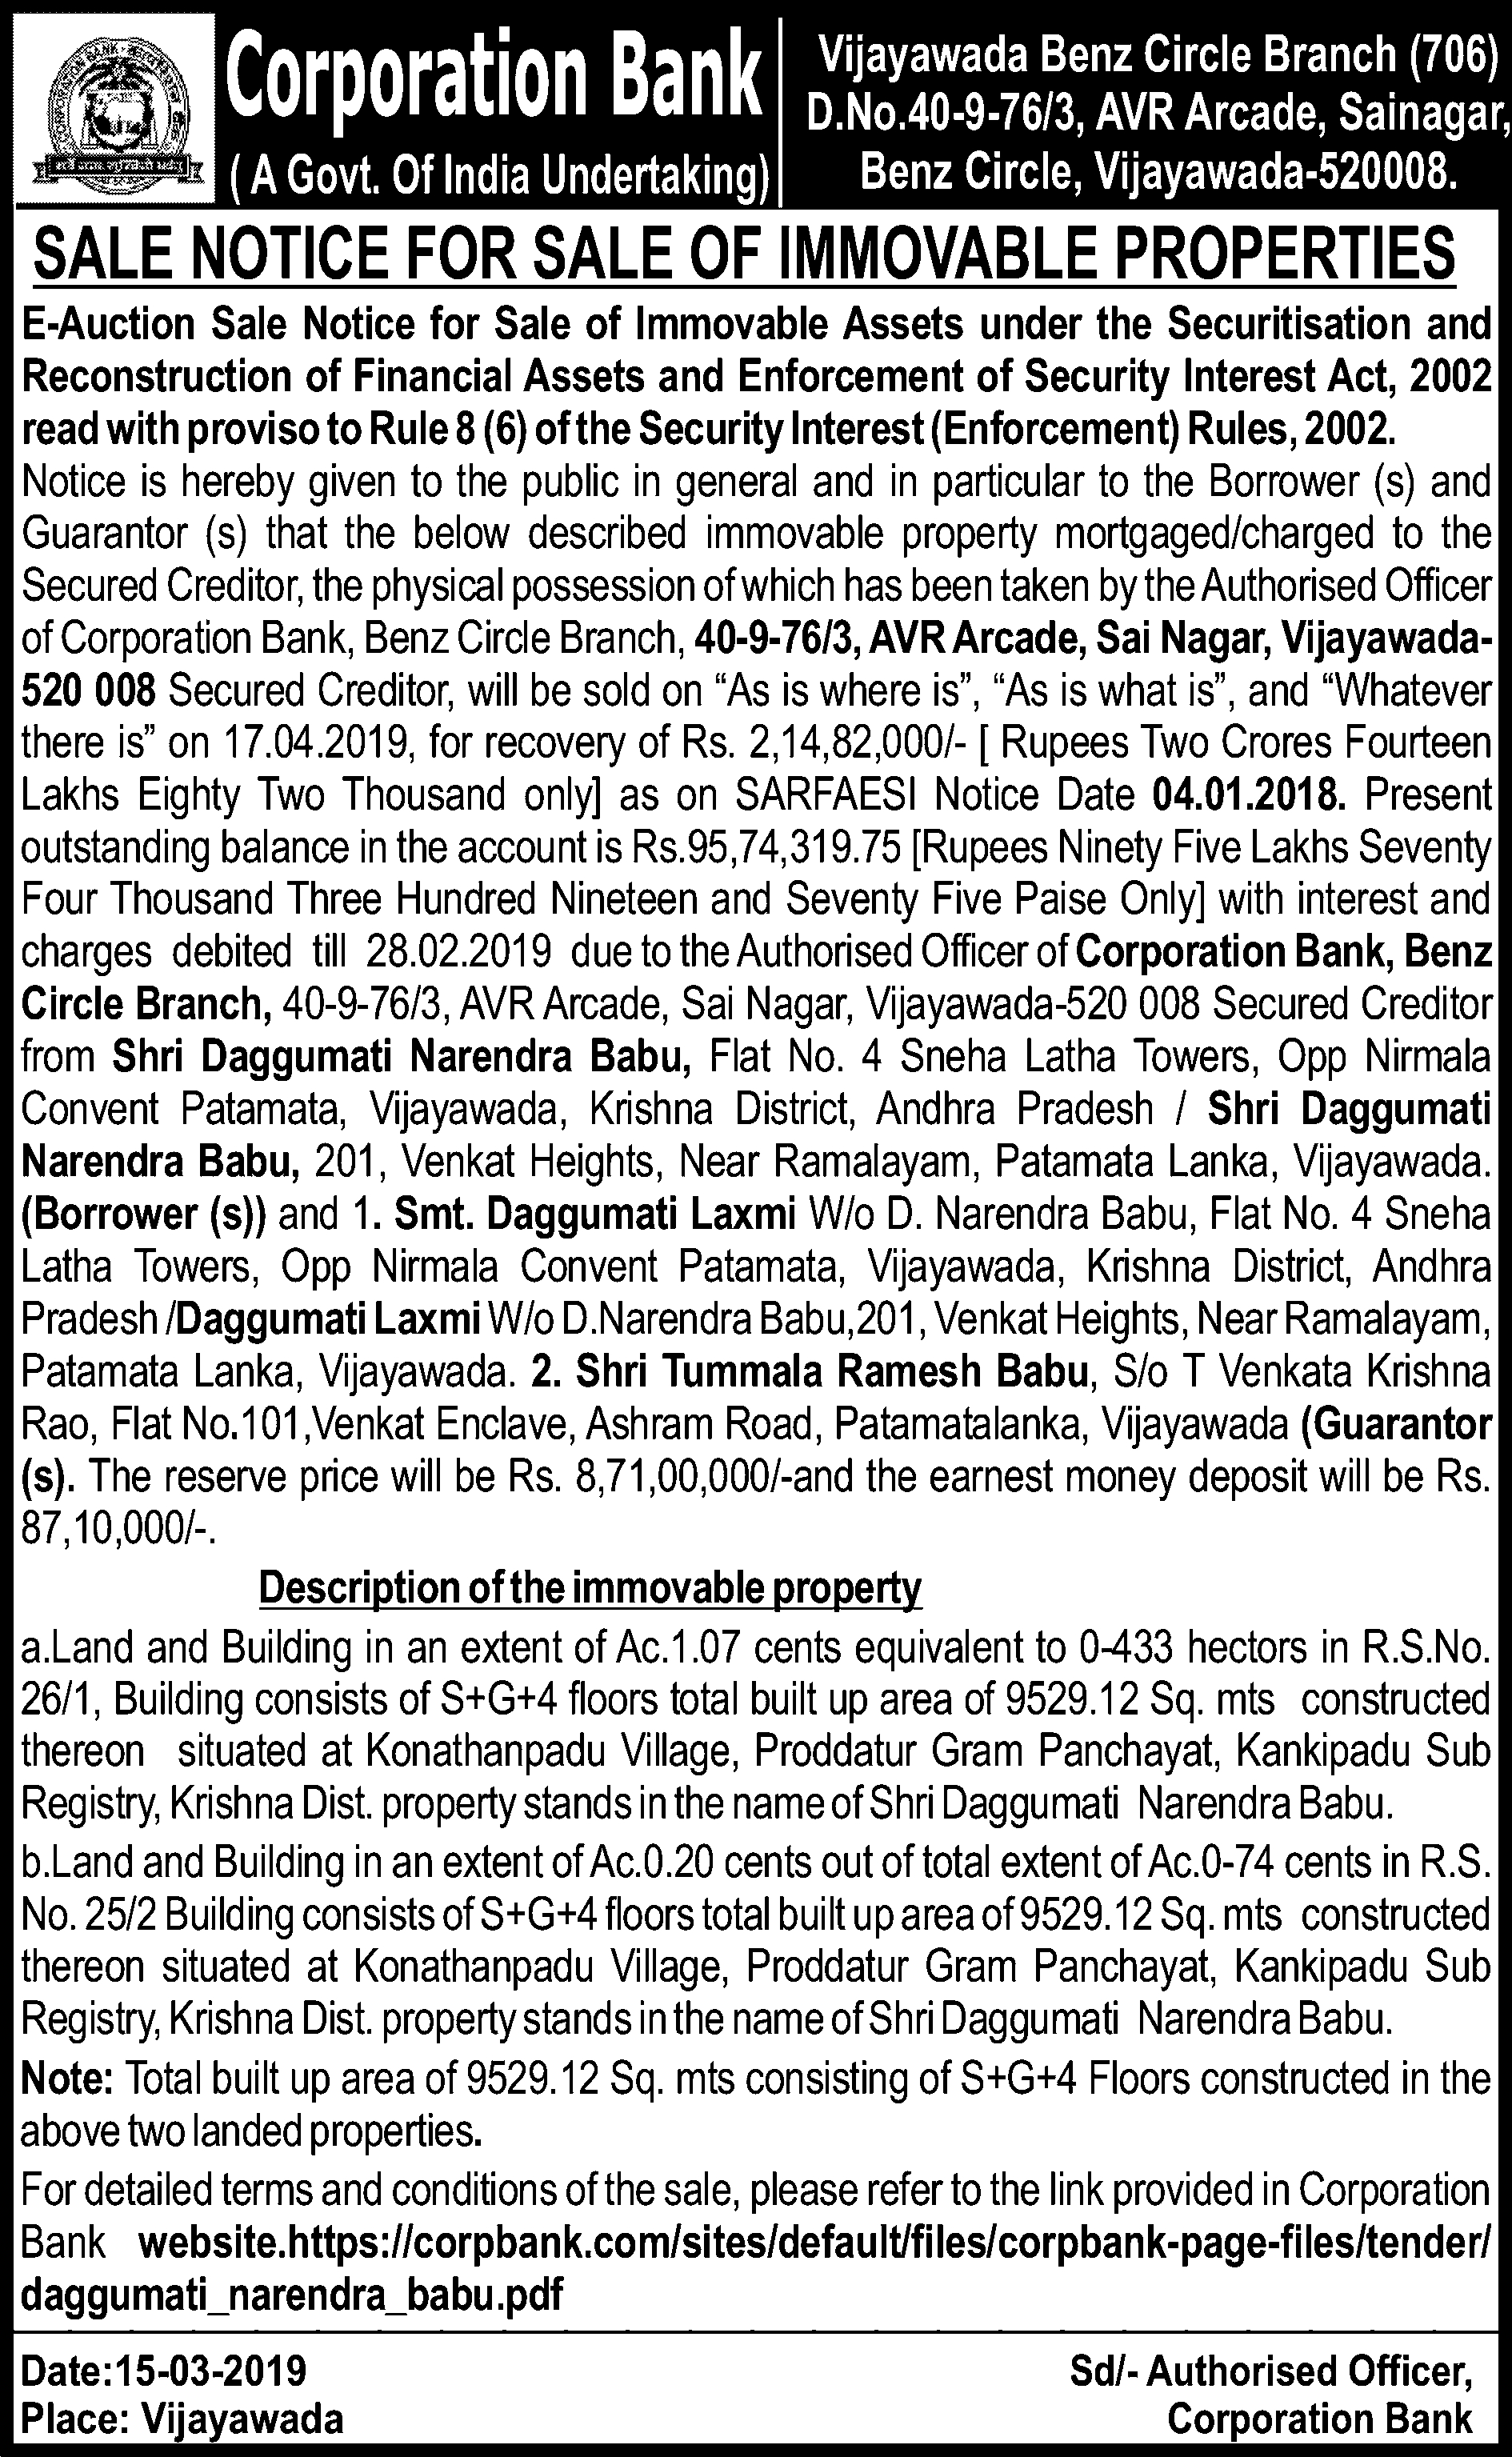 Corporation Bank
( A Govt. Of India Undertaking)
Vijayawada Benz Circle Branch (706)
D.No.40-9-76/3, AVR Arcade, Sainagar,
Benz Circle, Vijayawada-520008.
SALE NOTICE FOR SALE OF IMMOVABLE PROPERTIES
E-Auction Sale Notice for Sale of Immovable Assets under the Securitisation and
Reconstruction of Financial Assets and Enforcement of Security Interest Act, 2002
read with proviso to Rule 8 (6) of the Security Interest (Enforcement) Rules, 2002.
Notice is hereby given to the public in general and in particular to the Borrower (s) and
Guarantor (s) that the below described immovable property mortgaged/charged to the
Secured Creditor, the physical possession of which has been taken by the Authorised Officer
of Corporation Bank, Benz Circle Branch, 40-9-76/3, AVR Arcade, Sai Nagar, Vijayawada-
520 008 Secured Creditor, will be sold on “As is where is”, “As is what is”, and “Whatever
there is” on 17.04.2019, for recovery of Rs. 2,14,82,000/- [ Rupees Two Crores Fourteen
Lakhs Eighty Two Thousand only] as on SARFAESI Notice Date 04.01.2018. Present
outstanding balance in the account is Rs.95,74,319.75 [Rupees Ninety Five Lakhs Seventy
Four Thousand Three Hundred Nineteen and Seventy Five Paise Only] with interest and
charges debited till 28.02.2019 due to the Authorised Officer of Corporation Bank, Benz
Circle Branch, 40-9-76/3, AVR Arcade, Sai Nagar, Vijayawada-520 008 Secured Creditor
from Shri Daggumati Narendra Babu, Flat No. 4 Sneha Latha Towers, Opp Nirmala
Convent Patamata, Vijayawada, Krishna District, Andhra Pradesh / Shri Daggumati
Narendra Babu, 201, Venkat Heights, Near Ramalayam, Patamata Lanka, Vijayawada.
(Borrower (s)) and 1. Smt. Daggumati Laxmi W/o D. Narendra Babu, Flat No. 4 Sneha
Latha Towers, Opp Nirmala Convent Patamata, Vijayawada, Krishna District, Andhra
Pradesh /Daggumati Laxmi W/o D.Narendra Babu,201, Venkat Heights, Near Ramalayam,
Patamata Lanka, Vijayawada. 2. Shri Tummala Ramesh Babu, S/o T Venkata Krishna
Rao, Flat No.101,Venkat Enclave, Ashram Road, Patamatalanka, Vijayawada (Guarantor
(s). The reserve price will be Rs. 8,71,00,000/-and the earnest money deposit will be Rs.
87,10,000/-.
Description of the immovable property
a.Land and Building in an extent of Ac.1.07 cents equivalent to 0-433 hectors in R.S.No.
26/1, Building consists of S+G+4 floors total built up area of 9529.12 Sq. mts constructed
thereon situated at Konathanpadu Village, Proddatur Gram Panchayat, Kankipadu Sub
Registry, Krishna Dist. property stands in the name of Shri Daggumati Narendra Babu.
b.Land and Building in an extent of Ac.0.20 cents out of total extent of Ac.0-74 cents in R.S.
No. 25/2 Building consists of S+G+4 floors total built up area of 9529.12 Sq. mts constructed
thereon situated at Konathanpadu Village, Proddatur Gram Panchayat, Kankipadu Sub
Registry, Krishna Dist. property stands in the name of Shri Daggumati Narendra Babu.
Note: Total built up area of 9529.12 Sq. mts consisting of S+G+4 Floors constructed in the
above two landed properties.
For detailed terms and conditions of the sale, please refer to the link provided in Corporation
Bank website.https://corpbank.com/sites/default/files/corpbank-page-files/tender/
daggumati_narendra_babu.pdf
Date:15-03-2019
Place: Vijayawada
Sd/- Authorised Officer,
Corporation Bank